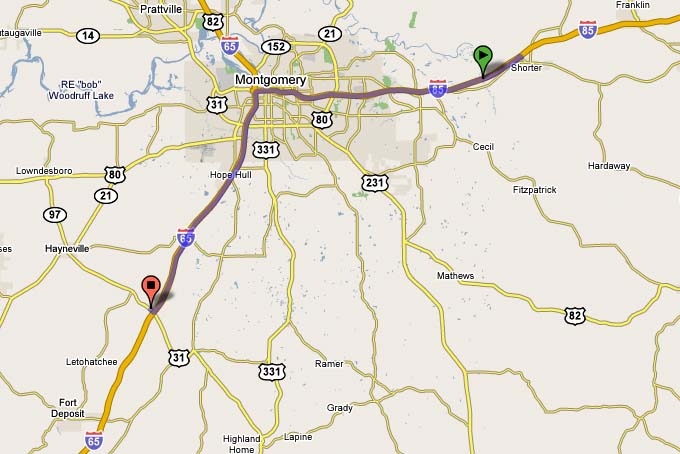 Prattville
Franklin
82
utaugaville
14
65
152
21
85
Shorter
Montgomery
RE "bob"
Woodruff Lake
31
85
80
Cecil
331
Lowndesboro
80
Hope Hull
231
Hardaway
21
Fitzpatrick
97
65
Hayneville
ses
Mathews
82
31
Letohatchee
Ramer
331
Fort
Deposit
Grady
65
Highland
Home
Lapine